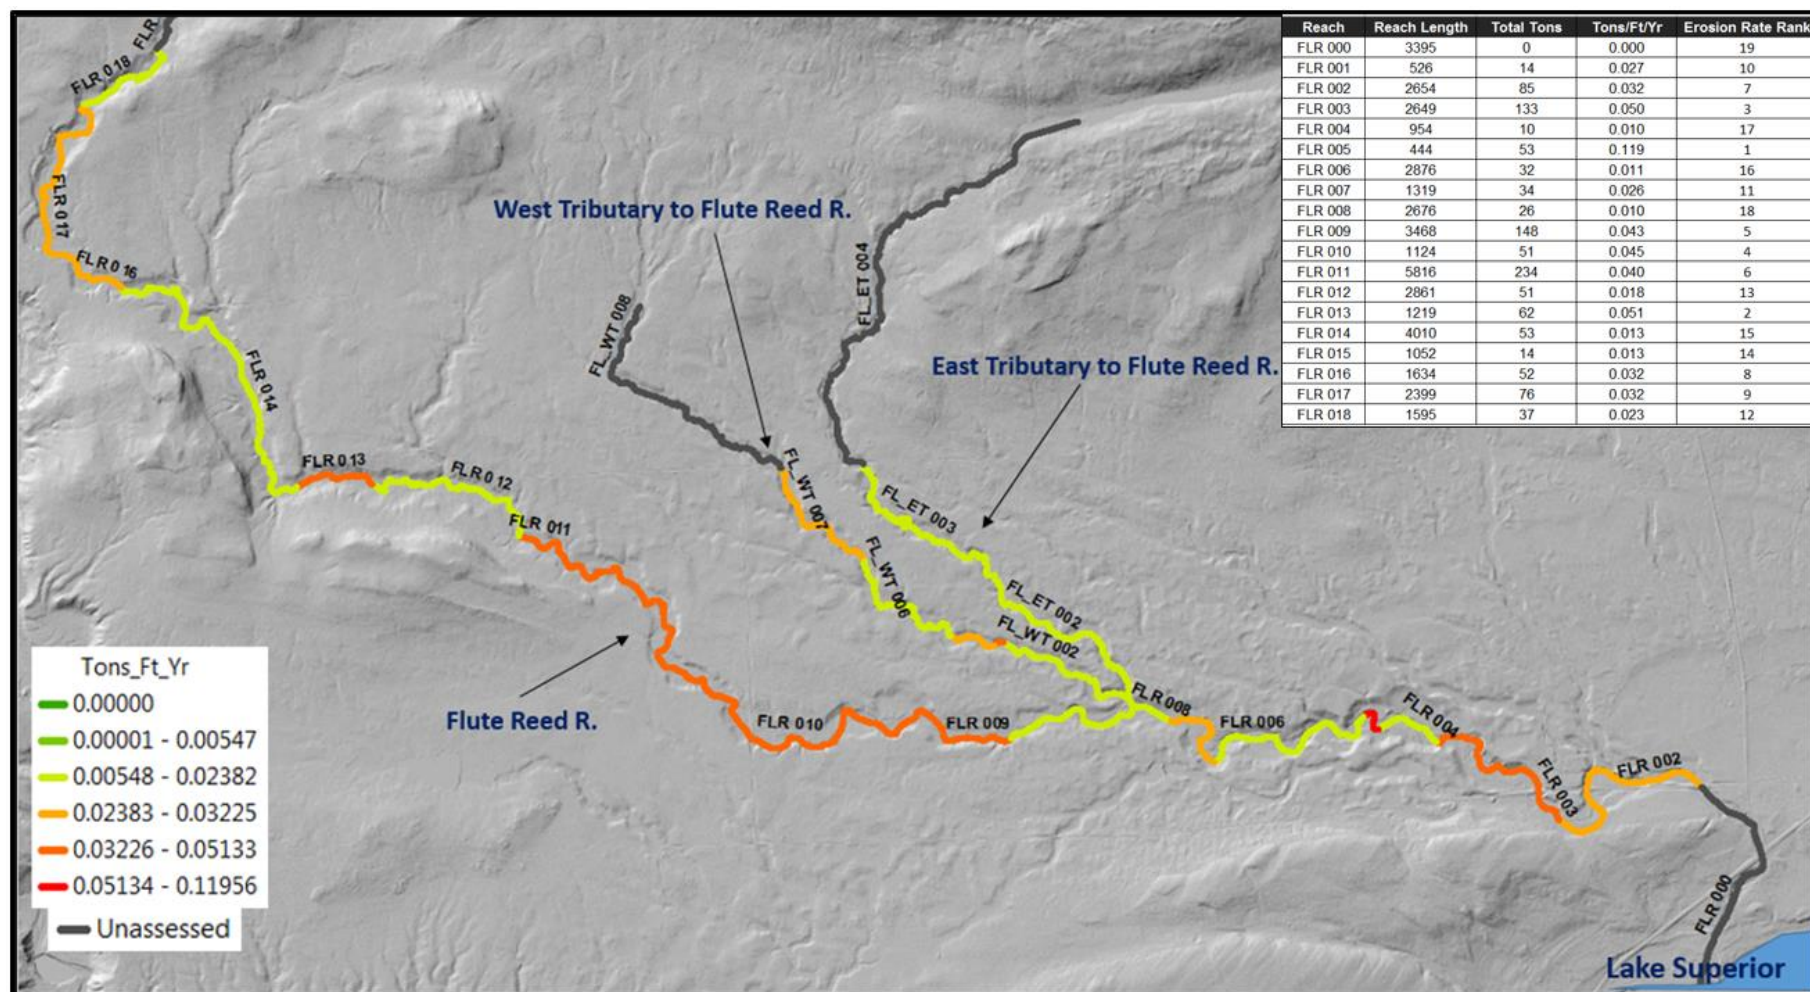 Reach Reach Length Total Tons Tons/Ft/Yr Erosion Rate Rank
FLR 000 3395 0 0.000 19
FLR 001 526 14 0.027 10
FLR 002 2654 85 0.032 7
FLR 003 2649 133 0.050 3
FLR 004 954 10 0.010 17
FLR 005 444 53 0.119 1
FLR 006 2876 32 0.011 16
FLR 007 1319 34 0.026 11
FLR 008 2676 26 0.010 18
FLR 009 3468 148 0.043 5
FLR 010 1124 51 0.045 4
FLR 011 5816 234 0.040 6
FLR 012 2861 51 0.018 13
FLR 013 1219 62 0.051 2
FLR 014 4010 53 0.013 15
FLR 015 1052 14 0.013 14
FLR 016 1634 52 0.032 8
FLR 017 2399 76 0.032 9
FLR 018 1595 37 0.023 12
FLR
FLR 018
FLR 017
FLR 016
FLR 014
FLR 013
FLR 012
FLR 011
West Tributary to Flute Reed R.
FL_WT 008
FL_ET 004
East Tributary to Flute Reed R.
FL_WT 007
FL_ET 003
FL_WT 006
FL_ET 002
FL_WT 002
Flute Reed R.
FLR 010
FLR 009
FLR 008
FLR 006
FLR 004
FLR 003
FLR 002
FLR 000
Lake Superior
Tons_Ft_Yr
0.00000
0.00001 - 0.00547
0.00548 - 0.02382
0.02383 - 0.03225
0.03226 - 0.05133
0.05134 - 0.11956
Unassessed